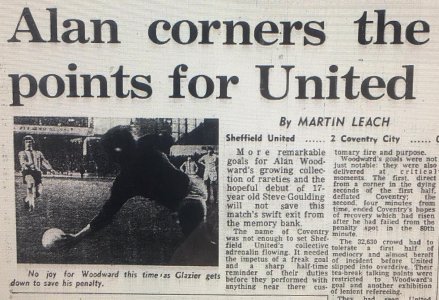 Alan corners the
points for United
By MARTIN LEACH
Sheffield United ...... 2 Coventry City ......
More remarkable
goals for Alan Wood-
ward's growing collec-
tion of rareties and the
hopeful debut of 17-
year old Steve Goulding
will not save this
match's swift exit from
the memory bank.
The name of Coventry
was not enough to set Shef-
field United's collective
adrenalin flowing. It needed
the impetus of a freak goal
and a sharp half-time
reminder of their duties
before they performed with
anything near their cus-
tomary fire and purpose.
Woodward's goals were not
just notable: they were also
delivered at critical
moments. The first, direct
from a corner in the dying
seconds of the first half,
deflated Coventry; the
second, four minutes from
time, ended Coventry's hopes
of recovery which had risen
after he had failed from the
penalty spot in the 80th
minute.
The 32,630 crowd had to
tolerate a first half of
mediocrity and almost bereft
of incident before United
slipped into overdrive. Their
tea-break talking points were
restricted to Woodward's
goal and another exhibition
of lenient refereeing.
No joy for Woodward this time as Glazier gets
down to save his penalty.